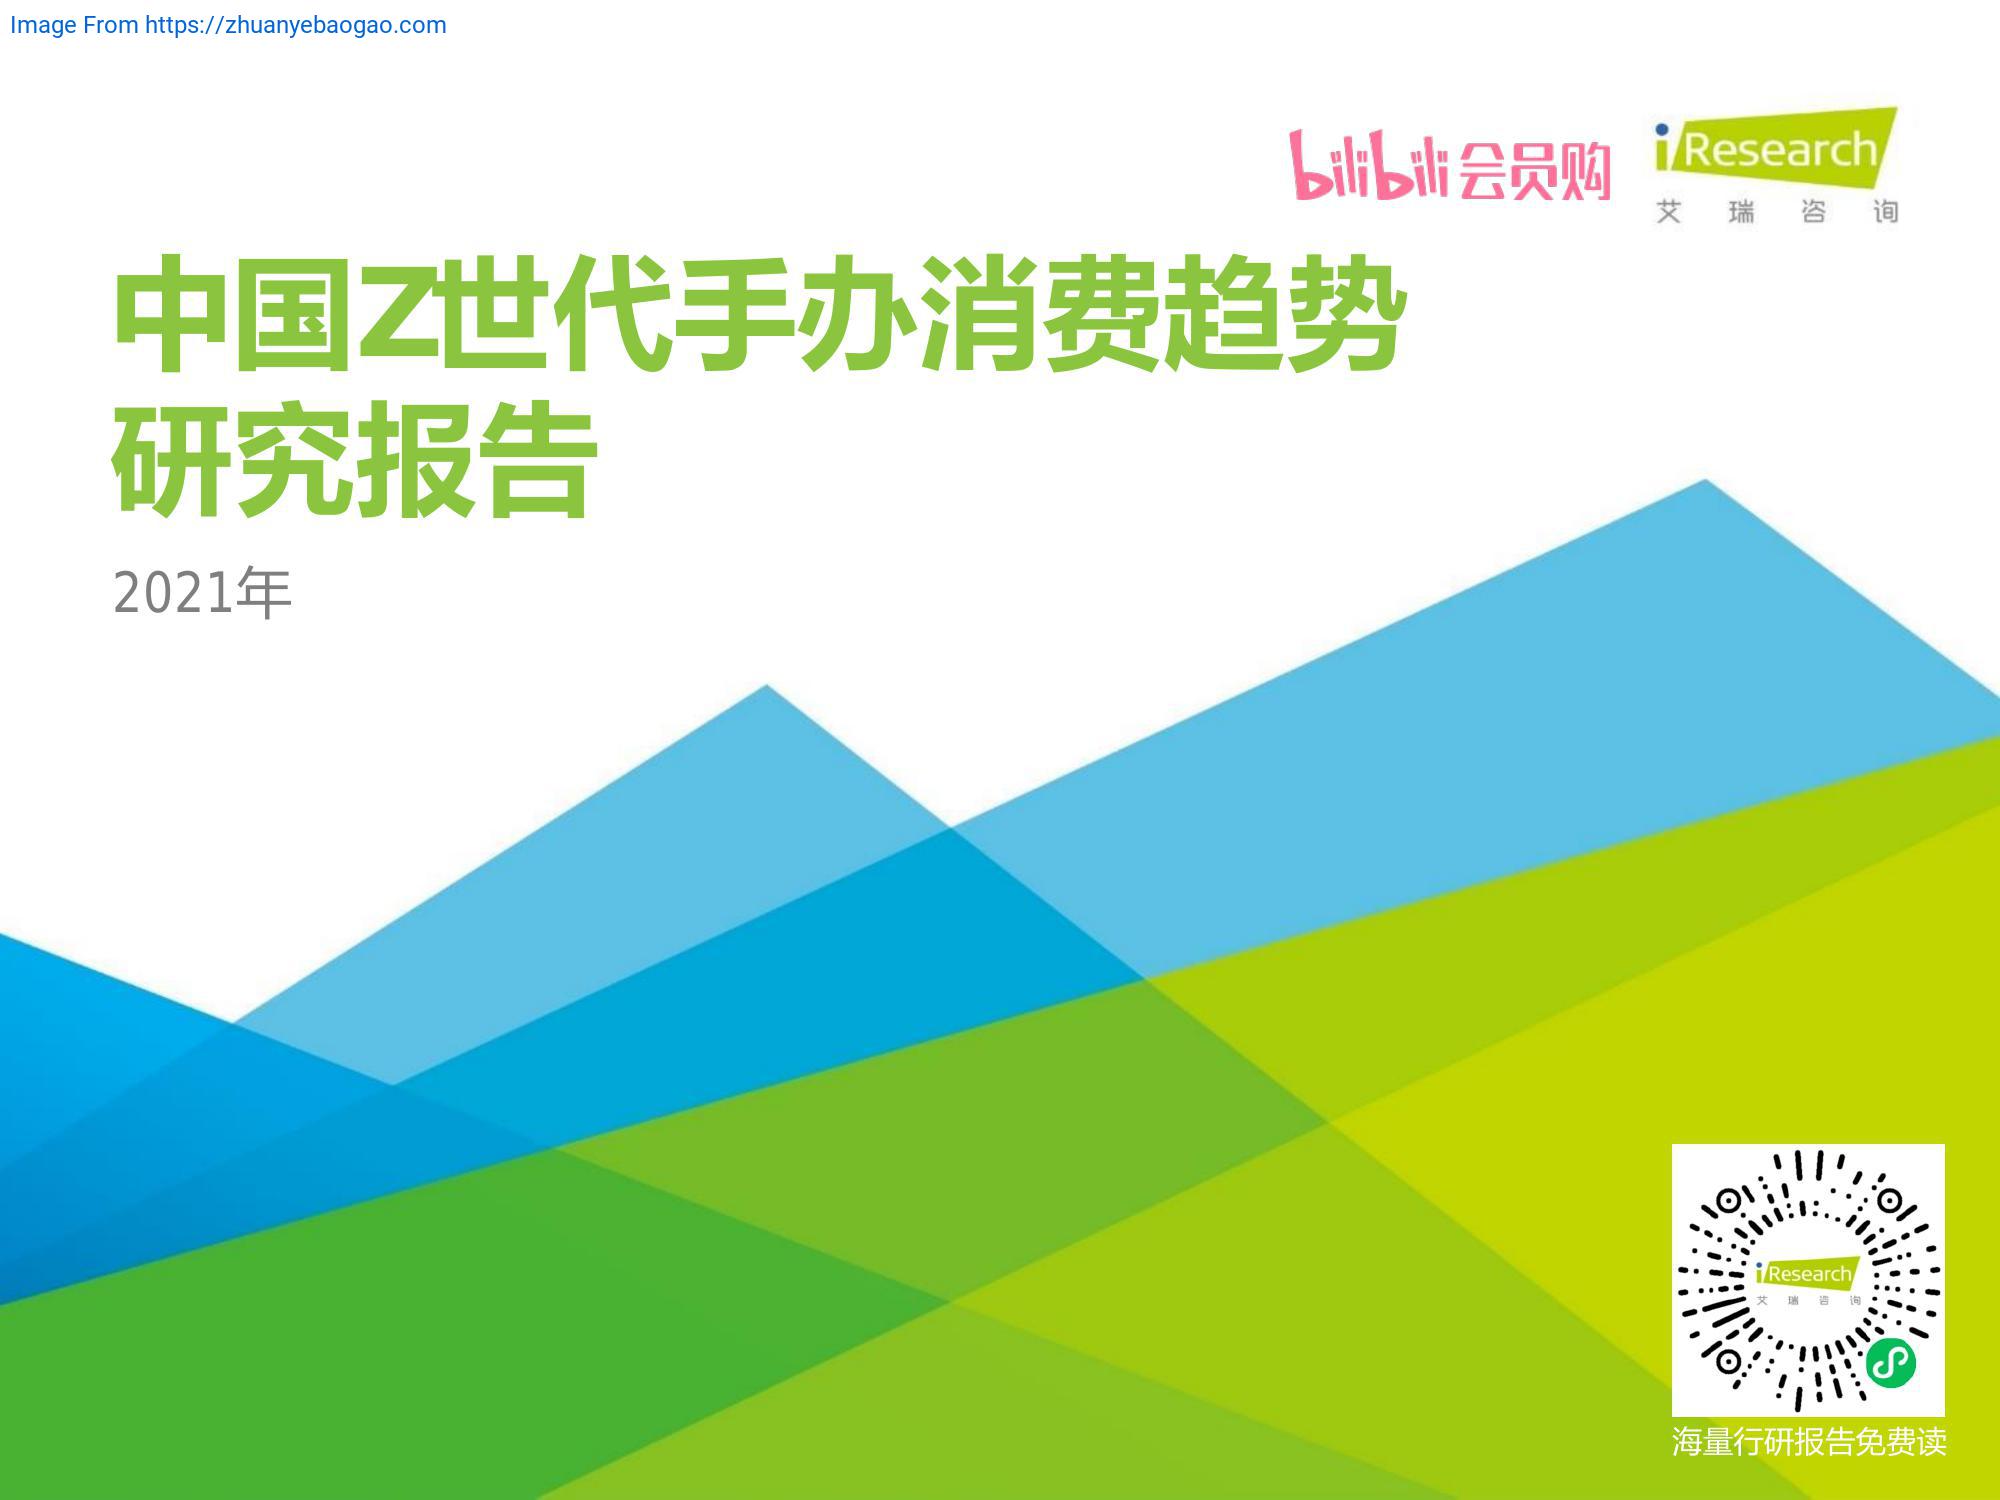 Image From https://zhuanyebaogao.com
bilibili会员购
iResearch
艾瑞咨询
中国Z世代手办消费趋势
研究报告
2021年
iResearch
艾瑞咨询
海量行研报告免费读